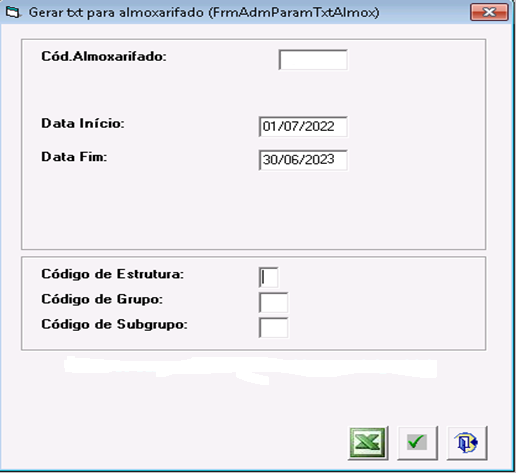 Gerar txt para almoxarifado (FrmAdmParamTxtAlmox)
Cód.Almoxarifado:
Data Início: 01/07/2022
Data Fim: 30/06/2023
Código de Estrutura:
Código de Grupo:
Código de Subgrupo: